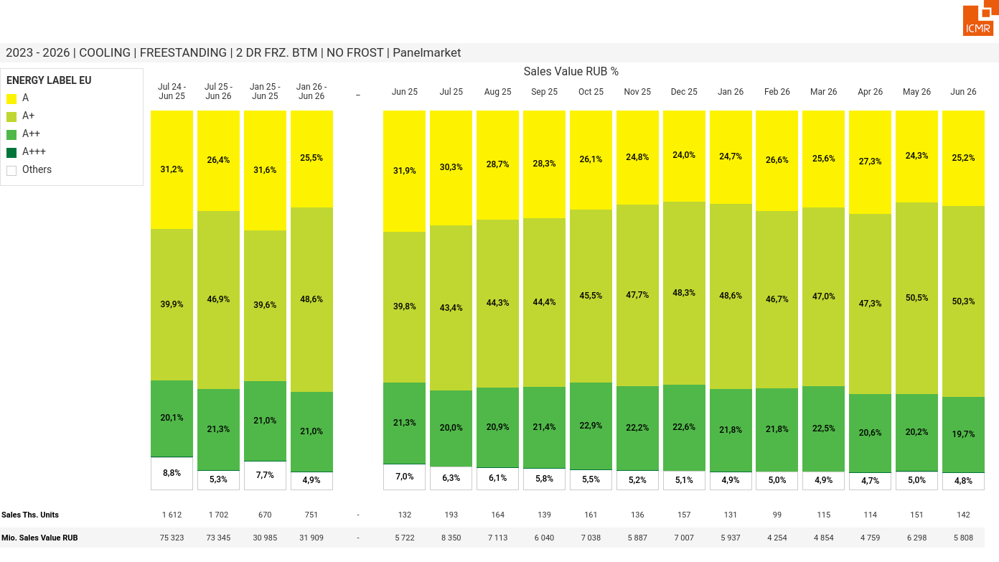 ICMR
2023 - 2026 | COOLING | FREESTANDING | 2 DR FRZ. BTM | NO FROST | Panelmarket
ENERGY LABEL EU
A
A+
A++
A+++
Others
Sales Value RUB %
Jul 24 - Jun 25 Jul 25 - Jun 26 Jan 25 - Jun 25 Jan 26 - Jun 26 – Jun 25 Jul 25 Aug 25 Sep 25 Oct 25 Nov 25 Dec 25 Jan 26 Feb 26 Mar 26 Apr 26 May 26 Jun 26
31,2% 26,4% 31,6% 25,5% 31,9% 30,3% 28,7% 28,3% 26,1% 24,8% 24,0% 24,7% 26,6% 25,6% 27,3% 24,3% 25,2%
39,9% 46,9% 39,6% 48,6% 39,8% 43,4% 44,3% 44,4% 45,5% 47,7% 48,3% 48,6% 46,7% 47,0% 47,3% 50,5% 50,3%
20,1% 21,3% 21,0% 21,0% 21,3% 20,0% 20,9% 21,4% 22,9% 22,2% 22,6% 21,8% 21,8% 22,5% 20,6% 20,2% 19,7%
8,8% 5,3% 7,7% 4,9% 7,0% 6,3% 6,1% 5,8% 5,5% 5,2% 5,1% 4,9% 5,0% 4,9% 4,7% 5,0% 4,8%
Sales Ths. Units 1 612 1 702 670 751 - 132 193 164 139 161 136 157 131 99 115 114 151 142
Mio. Sales Value RUB 75 323 73 345 30 985 31 909 - 5 722 8 350 7 113 6 040 7 038 5 887 7 007 5 937 4 254 4 854 4 759 6 298 5 808